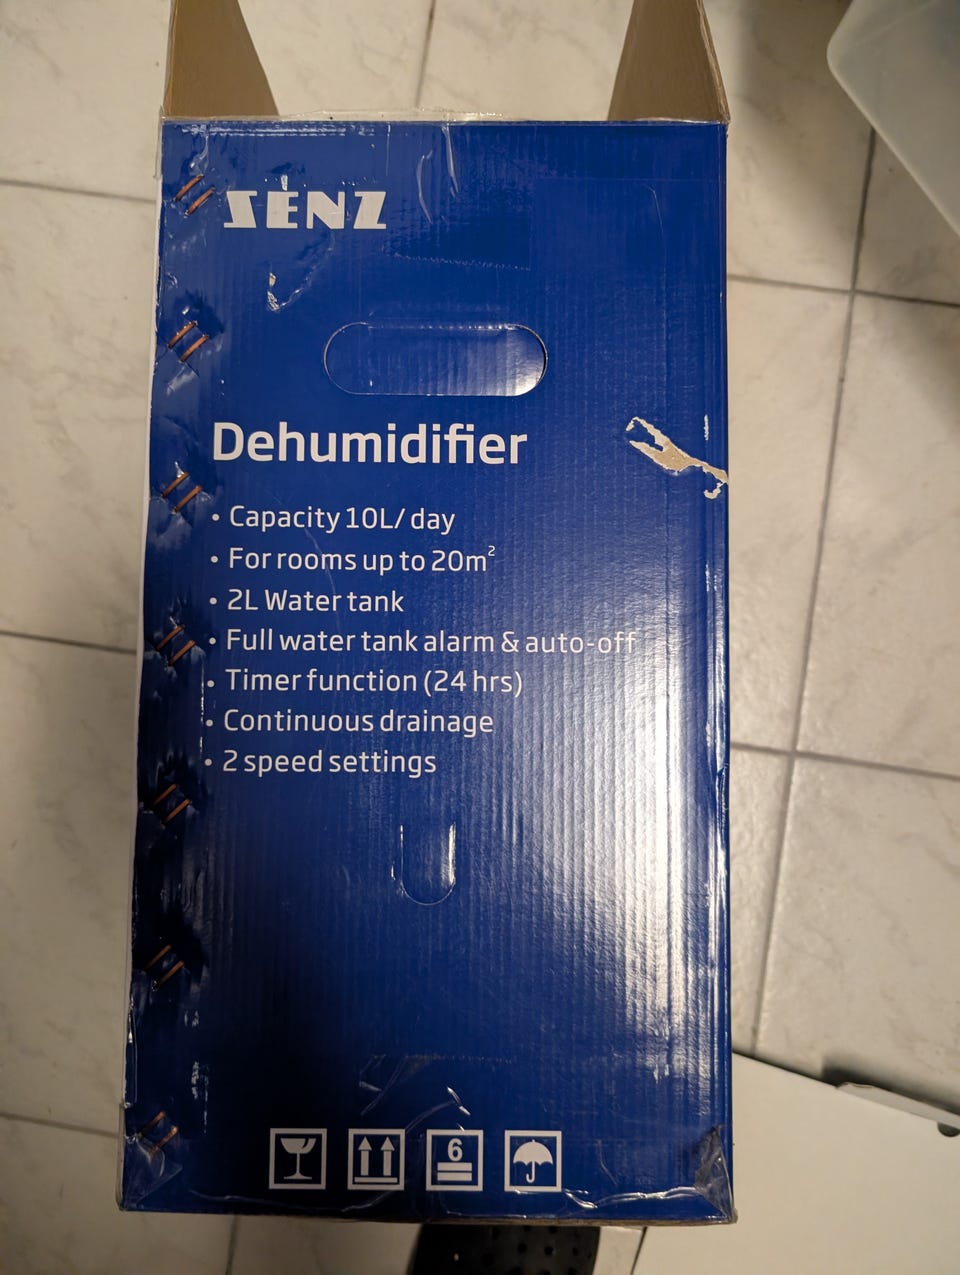 SENZ
Dehumidifier
• Capacity 10L/ day
• For rooms up to 20m²
• 2L Water tank
• Full water tank alarm & auto-off
• Timer function (24 hrs)
• Continuous drainage
• 2 speed settings
6